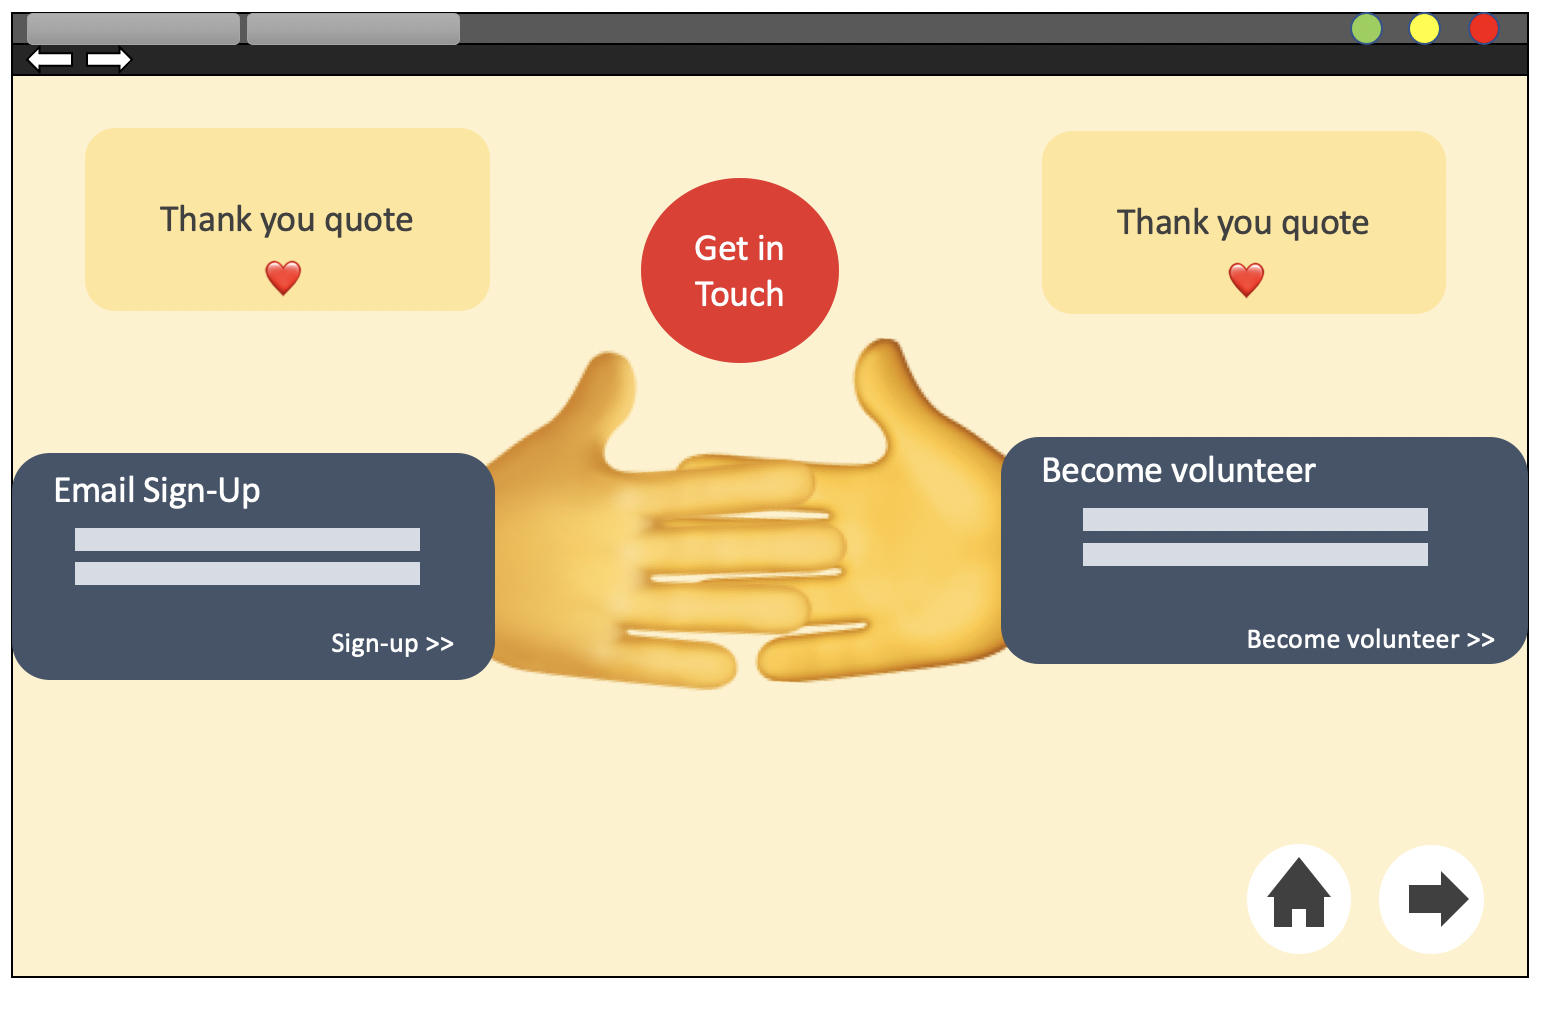 Thank you quote
Get in
Touch
Thank you quote
Email Sign-Up
Sign-up >>
Become volunteer
Become volunteer >>